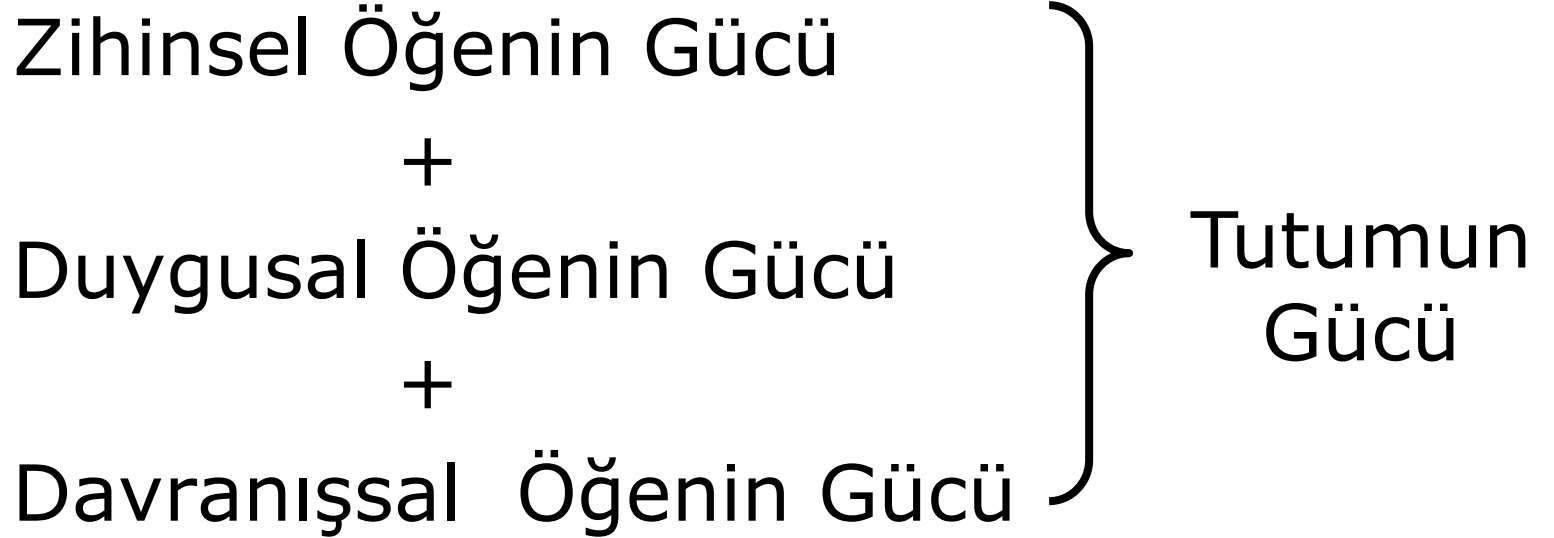 Zihinsel Öğenin Gücü
+
Duygusal Öğenin Gücü
+
Davranışsal Öğenin Gücü
Tutumun
Gücü